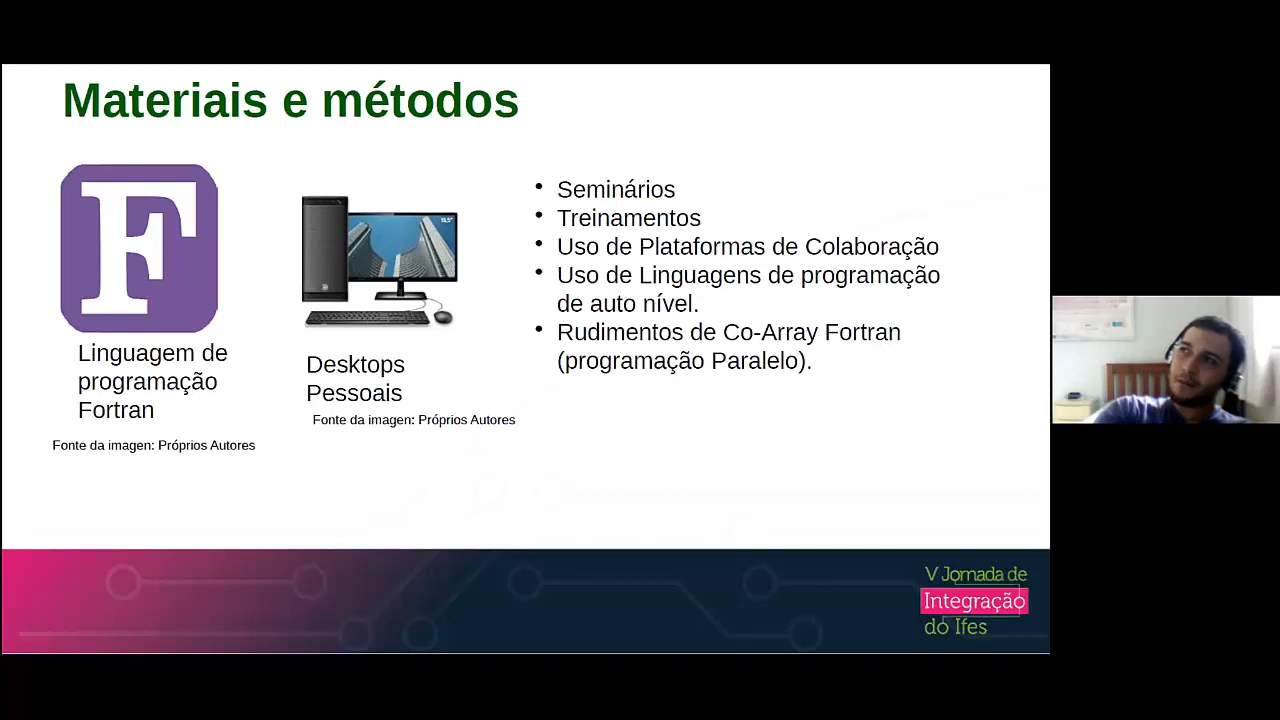 Materiais e métodos
F
Linguagem de
programação
Fortran
Fonte da imagen: Próprios Autores
18,5"
Desktops
Pessoais
Fonte da imagen: Próprios Autores
• Seminários
• Treinamentos
• Uso de Plataformas de Colaboração
• Uso de Linguagens de programação
de auto nível.
• Rudimentos de Co-Array Fortran
(programação Paralelo).
V Jornada de
Integração
do Ifes